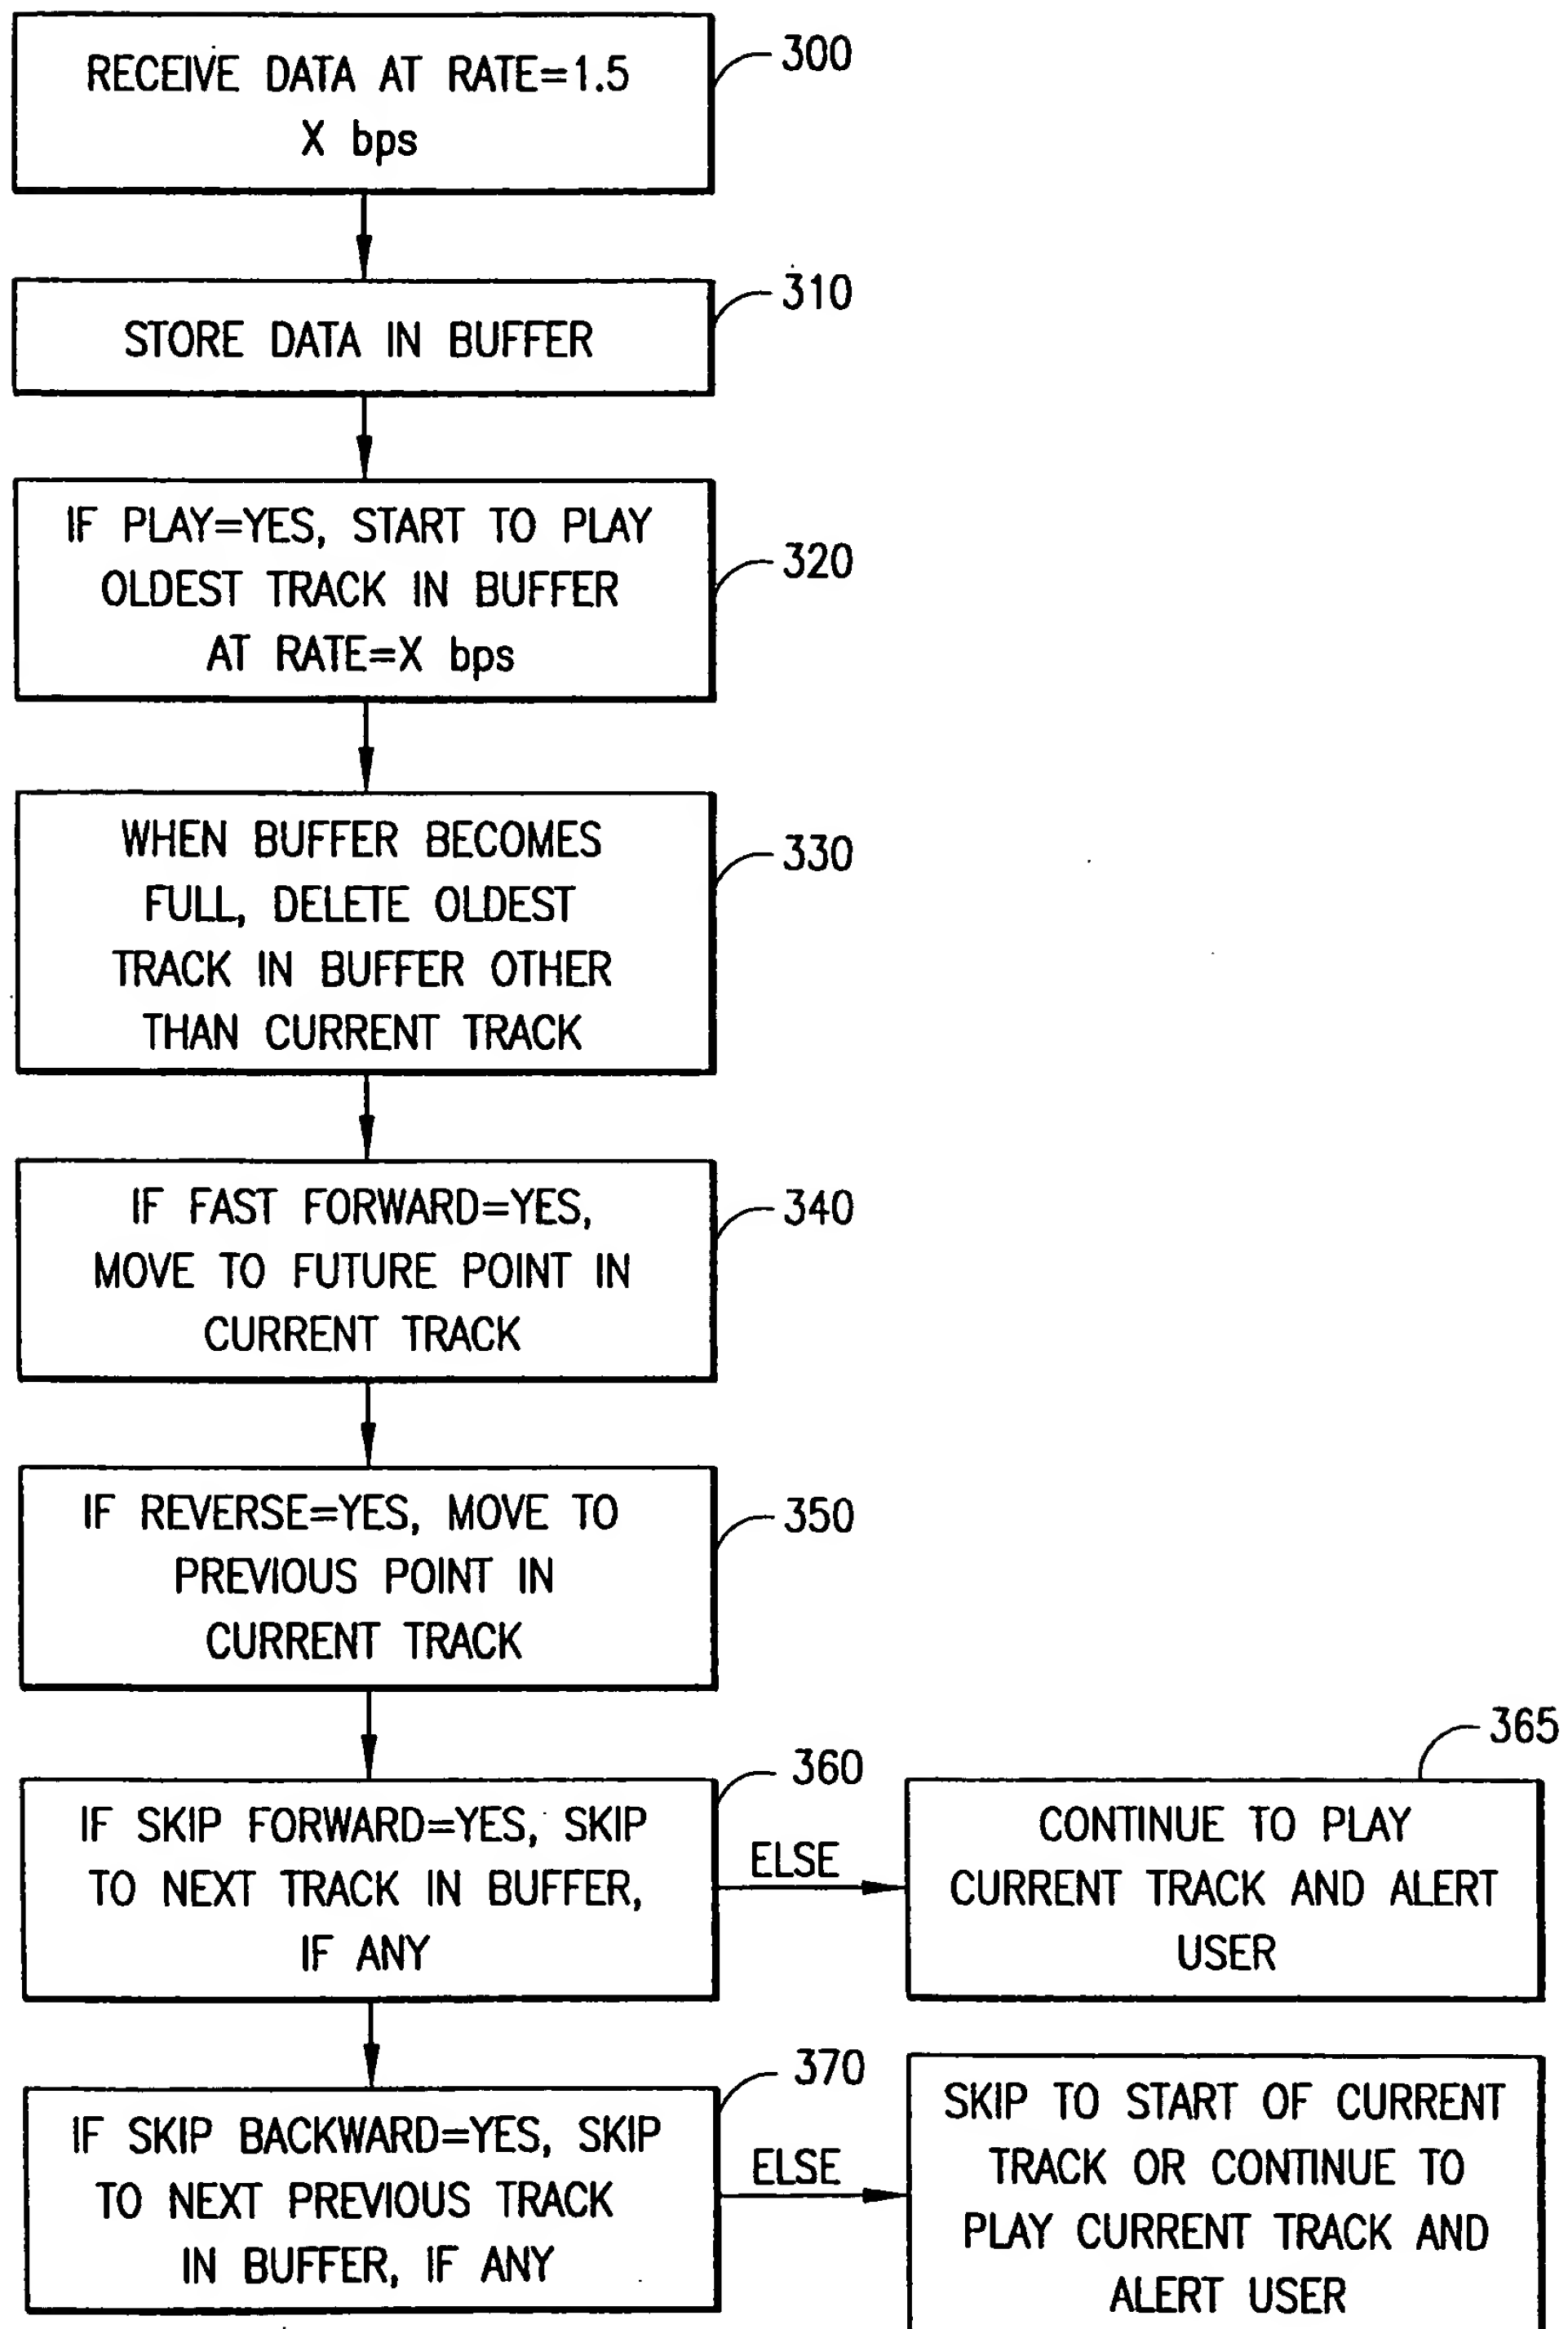 RECEIVE DATA AT RATE=1.5
X bps
300
STORE DATA IN BUFFER
310
IF PLAY=YES, START TO PLAY
OLDEST TRACK IN BUFFER
AT RATE=X bps
320
WHEN BUFFER BECOMES
FULL, DELETE OLDEST
TRACK IN BUFFER OTHER
THAN CURRENT TRACK
330
IF FAST FORWARD=YES,
MOVE TO FUTURE POINT IN
CURRENT TRACK
340
IF REVERSE=YES, MOVE TO
PREVIOUS POINT IN
CURRENT TRACK
350
IF SKIP FORWARD=YES, SKIP
TO NEXT TRACK IN BUFFER,
IF ANY
360
ELSE
CONTINUE TO PLAY
CURRENT TRACK AND ALERT
USER
365
IF SKIP BACKWARD=YES, SKIP
TO NEXT PREVIOUS TRACK
IN BUFFER, IF ANY
370
ELSE
SKIP TO START OF CURRENT
TRACK OR CONTINUE TO
PLAY CURRENT TRACK AND
ALERT USER